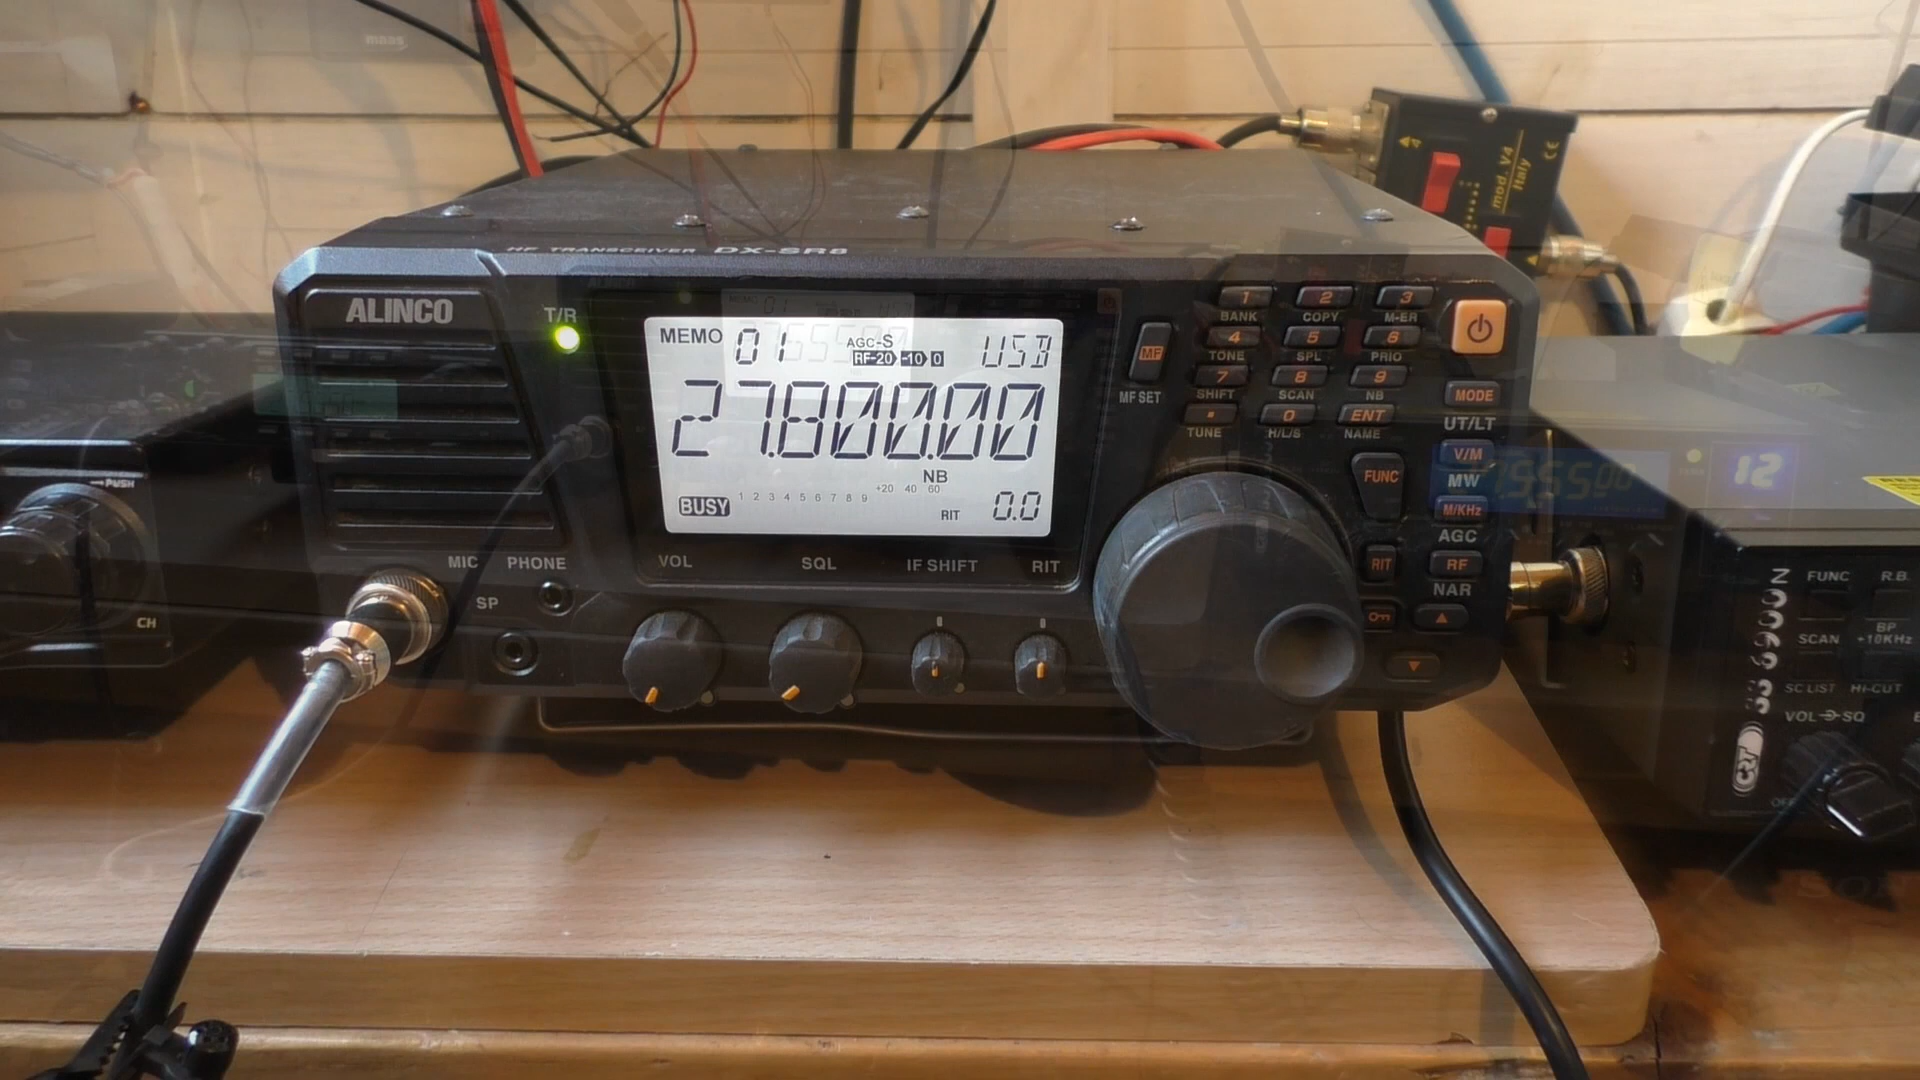 maas
mod. V4
Italy
CE
HF TRANSCEIVER DX-SR8
ALINCO
T/R
MEMO 01 AGC-S USB
RF-20 -10 0
27.800.00
NB
1 2 3 4 5 6 7 8 9 +20 40 60
BUSY RIT 0.0
MF
MF SET
1 2 3
BANK COPY M-ER
4 5 6
TONE SPL PRIO
7 8 9
SHIFT SCAN NB
0 ENT
TUNE H/L/S NAME
MODE
UT/LT
FUNC V/M
MW
M/KHz
AGC
RIT RF
NAR
MIC PHONE
SP
VOL SQL IF SHIFT RIT
PUSH
CH
12
FUNC R.B.
SCAN BP
+10KHz
SC LIST HI-CUT
VOL SQ
CRT